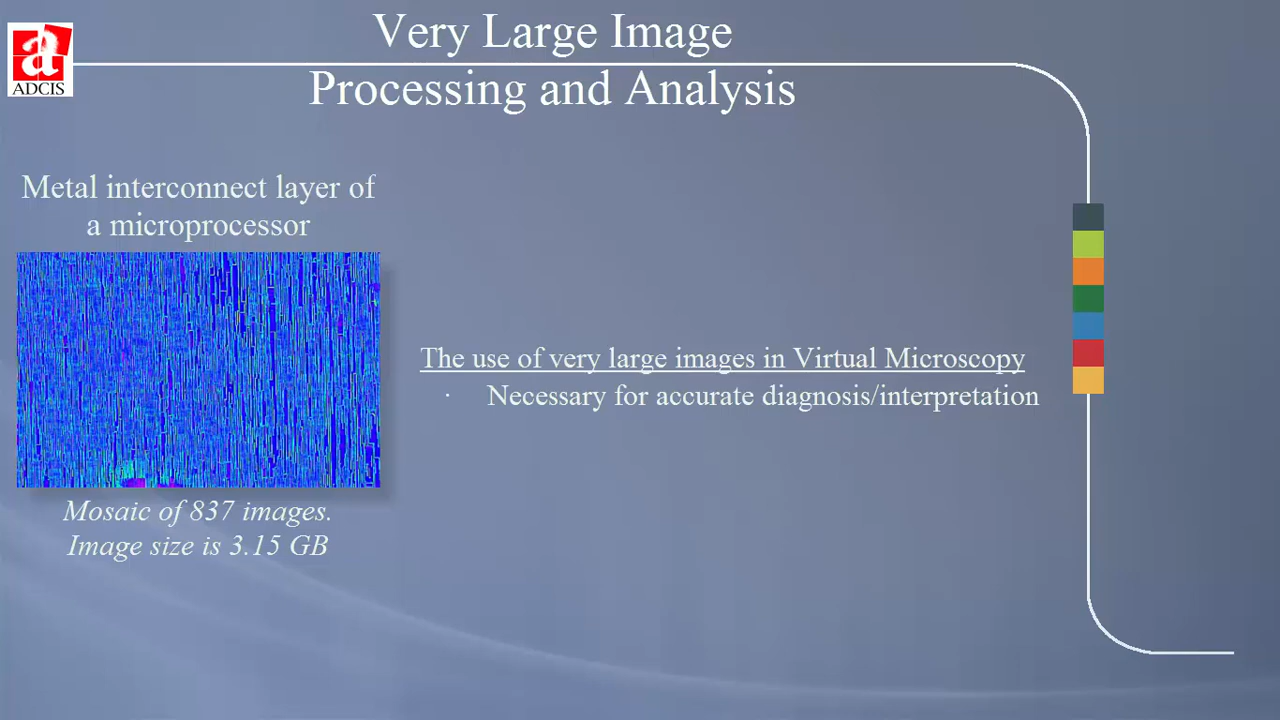 Very Large Image
Processing and Analysis
a
ADCIS
Metal interconnect layer of
a microprocessor
Mosaic of 837 images.
Image size is 3.15 GB
The use of very large images in Virtual Microscopy
· Necessary for accurate diagnosis/interpretation